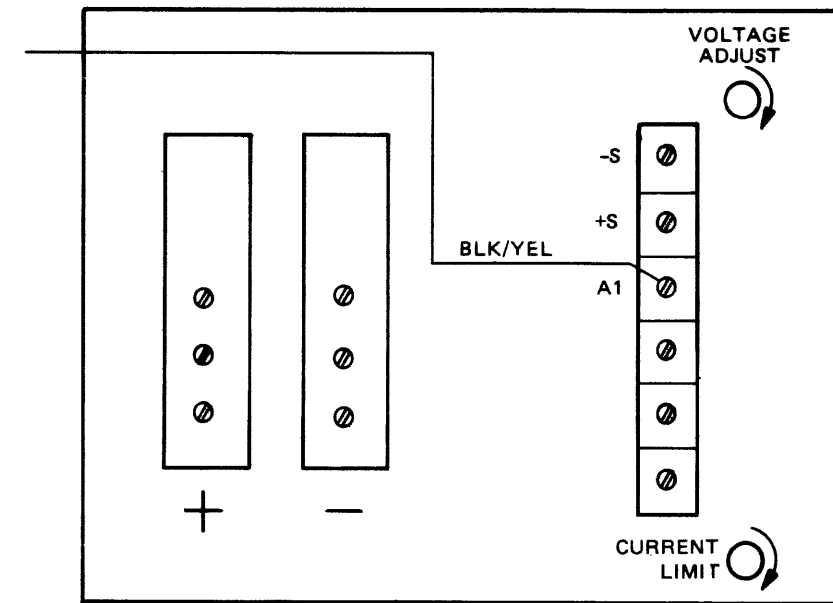 VOLTAGE
ADJUST
-S
+S
BLK/YEL
A1
+
-
CURRENT
LIMIT